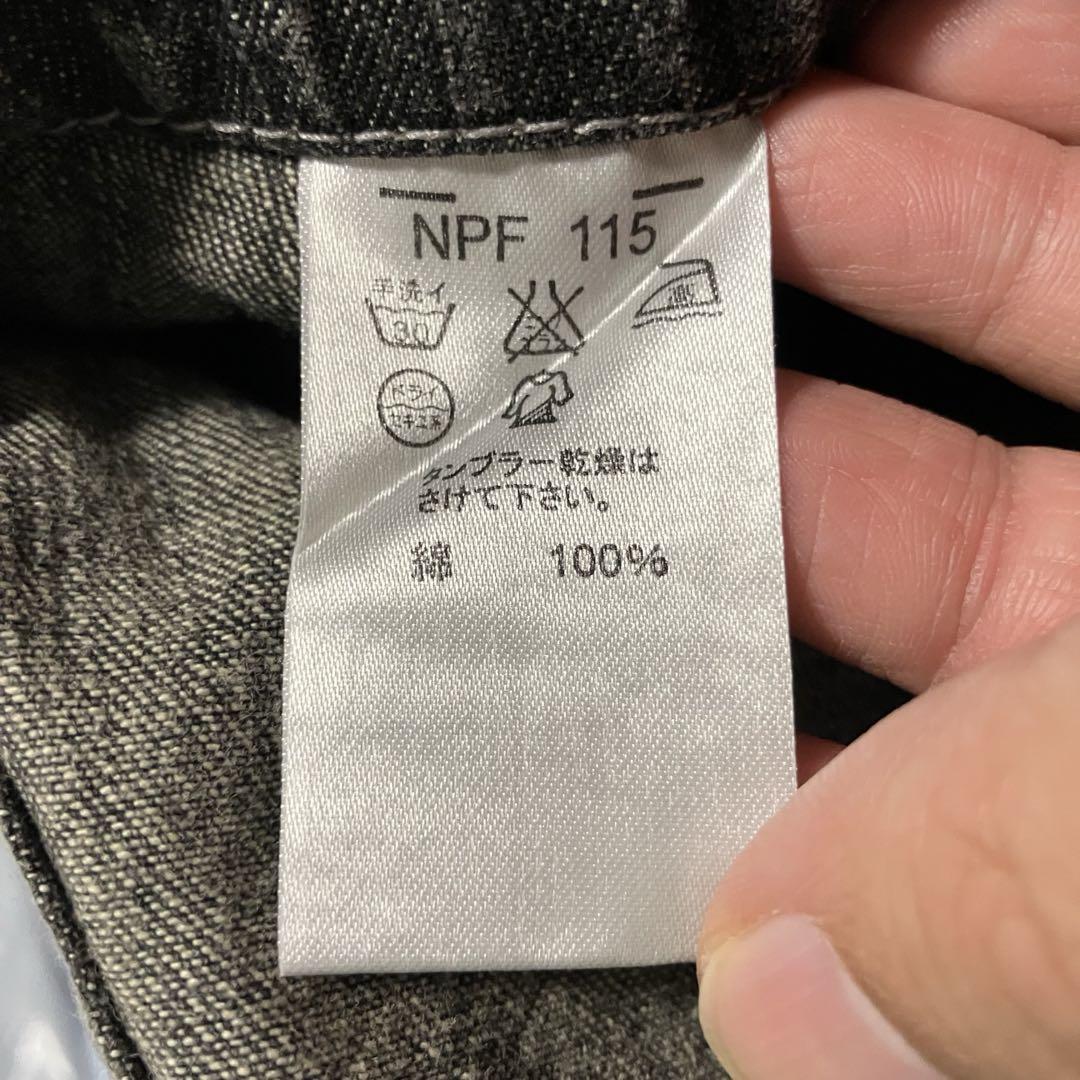 NPF 115
手洗イ
30
ドライ
セキユ系
タンブラー乾燥は
さけて下さい。
綿 100%